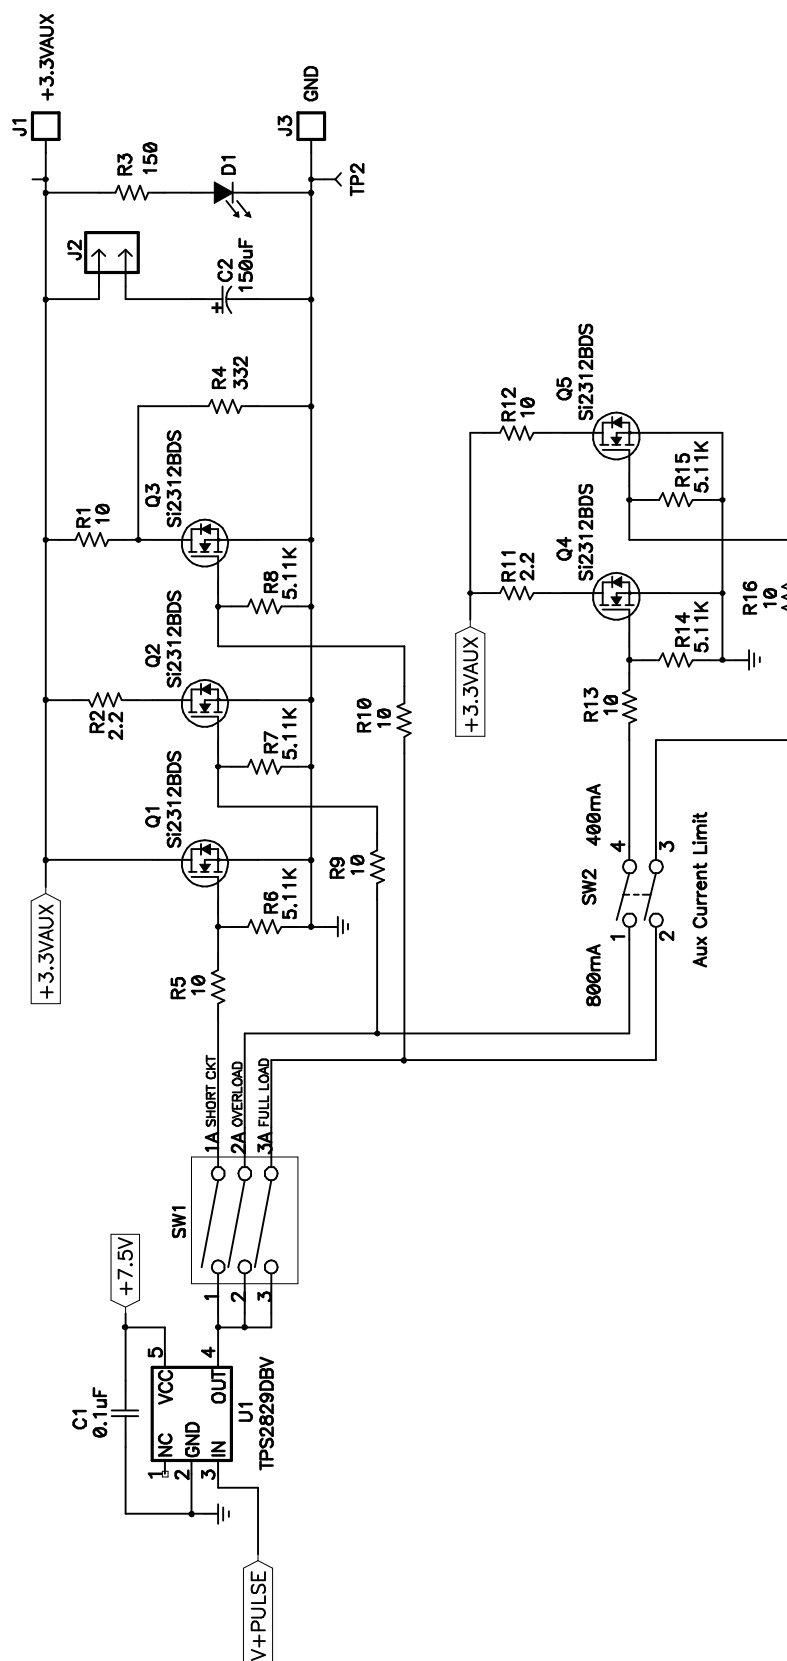 +3.3VAUX
J1
R3
150
D1
GND
J3
TP2
J2
C2
150uF
+
R4
332
R1
10
Q3
Si2312BDS
R8
5.11K
R2
2.2
Q2
Si2312BDS
R7
5.11K
Q1
Si2312BDS
R6
5.11K
+3.3VAUX
R5
10
R9
10
R10
10
R12
10
Q5
Si2312BDS
R15
5.11K
R11
2.2
Q4
Si2312BDS
R14
5.11K
R16
10
+3.3VAUX
R13
10
400mA
4
3
SW2
1
2
800mA
Aux Current Limit
1A SHORT CKT
2A OVERLOAD
3A FULL LOAD
SW1
1
2
3
+7.5V
C1
0.1uF
5
4
VCC
OUT
U1
TPS2829DBV
NC
GND
IN
1
2
3
V+PULSE